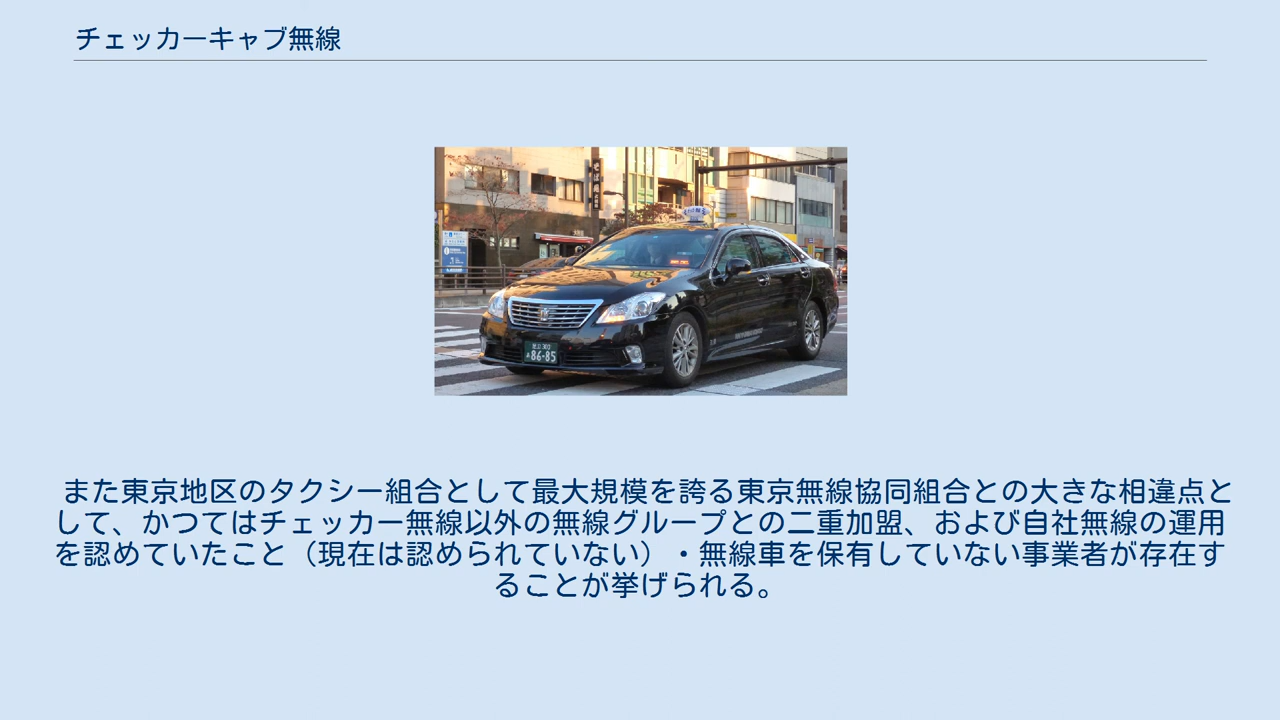 チェッカーキャブ無線
86-85
また東京地区のタクシー組合として最大規模を誇る東京無線協同組合との大きな相違点と
して、かつてはチェッカー無線以外の無線グループとの二重加盟、および自社無線の運用
を認めていたこと（現在は認められていない）・無線車を保有していない事業者が存在す
ることが挙げられる。